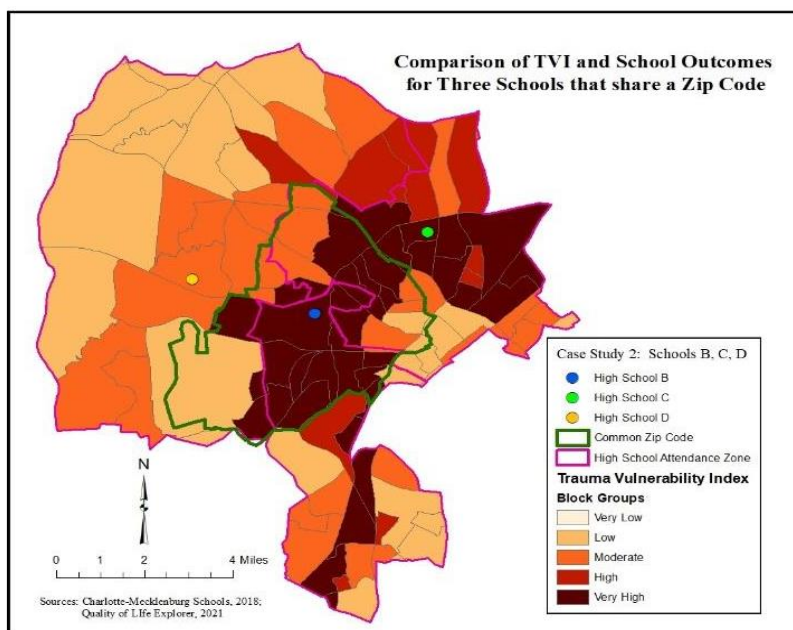 Comparison of TVI and School Outcomes
for Three Schools that share a Zip Code
Case Study 2: Schools B, C, D
High School B
High School C
High School D
Common Zip Code
High School Attendance Zone
Trauma Vulnerability Index
Block Groups
Very Low
Low
Moderate
High
Very High
N
0 2 4 Miles
Sources: Charlotte-Mecklenburg Schools, 2018;
Quality of LIfe Explorer, 2021